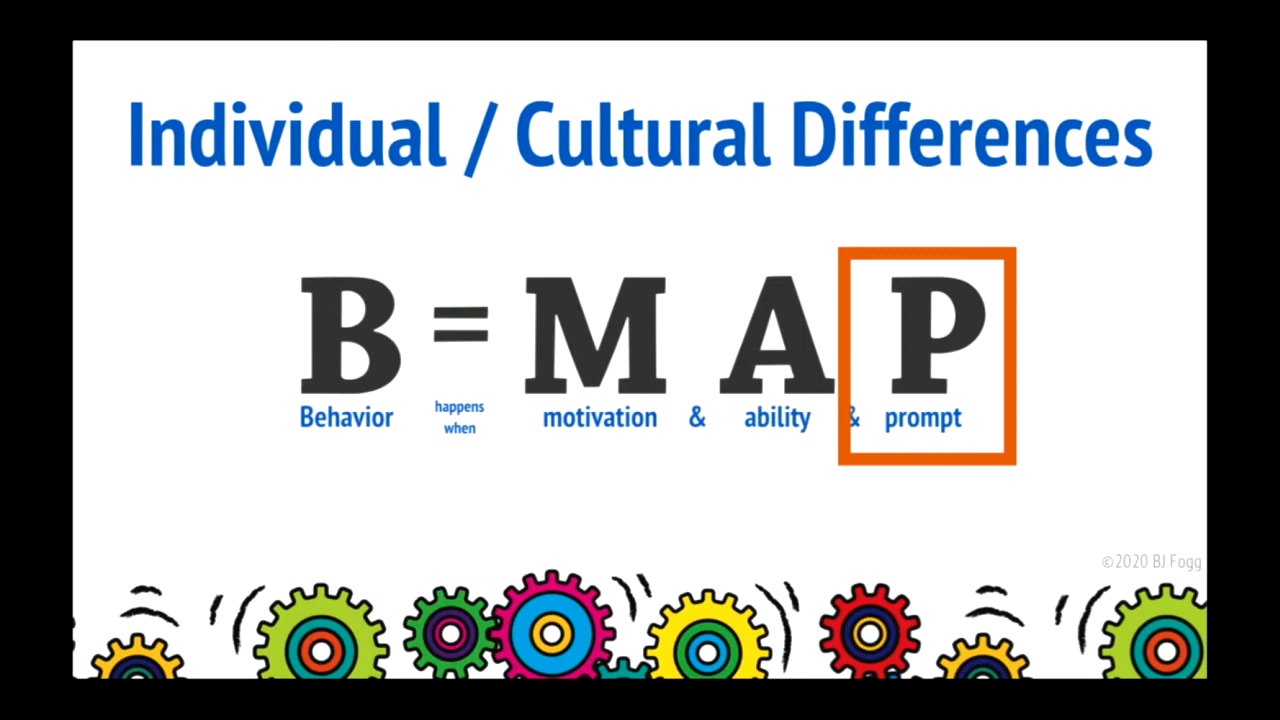 Individual / Cultural Differences
B = M A P
Behavior happens when motivation & ability & prompt
©2020 BJ Fogg